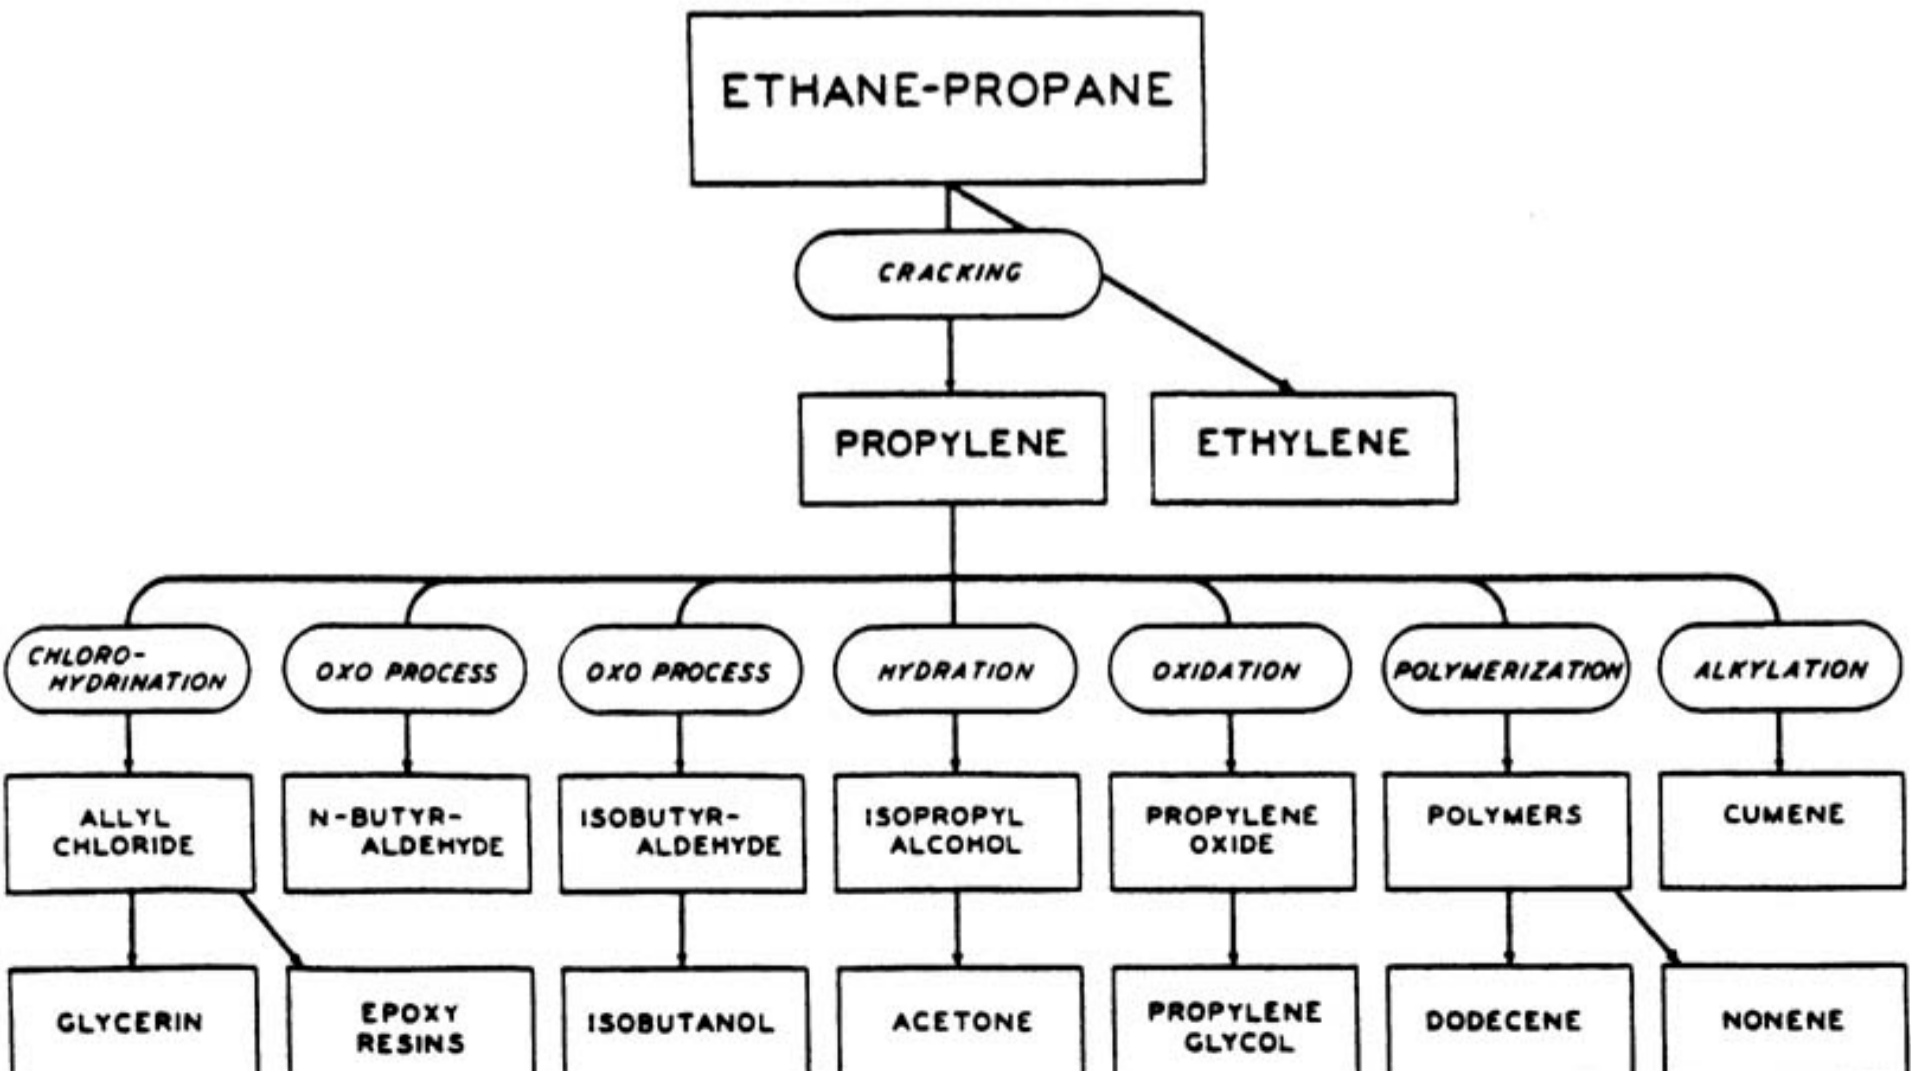 ETHANE-PROPANE
CRACKING
PROPYLENE
ETHYLENE
CHLORO-
HYDRINATION
OXO PROCESS
OXO PROCESS
HYDRATION
OXIDATION
POLYMERIZATION
ALKYLATION
ALLYL
CHLORIDE
N-BUTYR-
ALDEHYDE
ISOBUTYR-
ALDEHYDE
ISOPROPYL
ALCOHOL
PROPYLENE
OXIDE
POLYMERS
CUMENE
GLYCERIN
EPOXY
RESINS
ISOBUTANOL
ACETONE
PROPYLENE
GLYCOL
DODECENE
NONENE